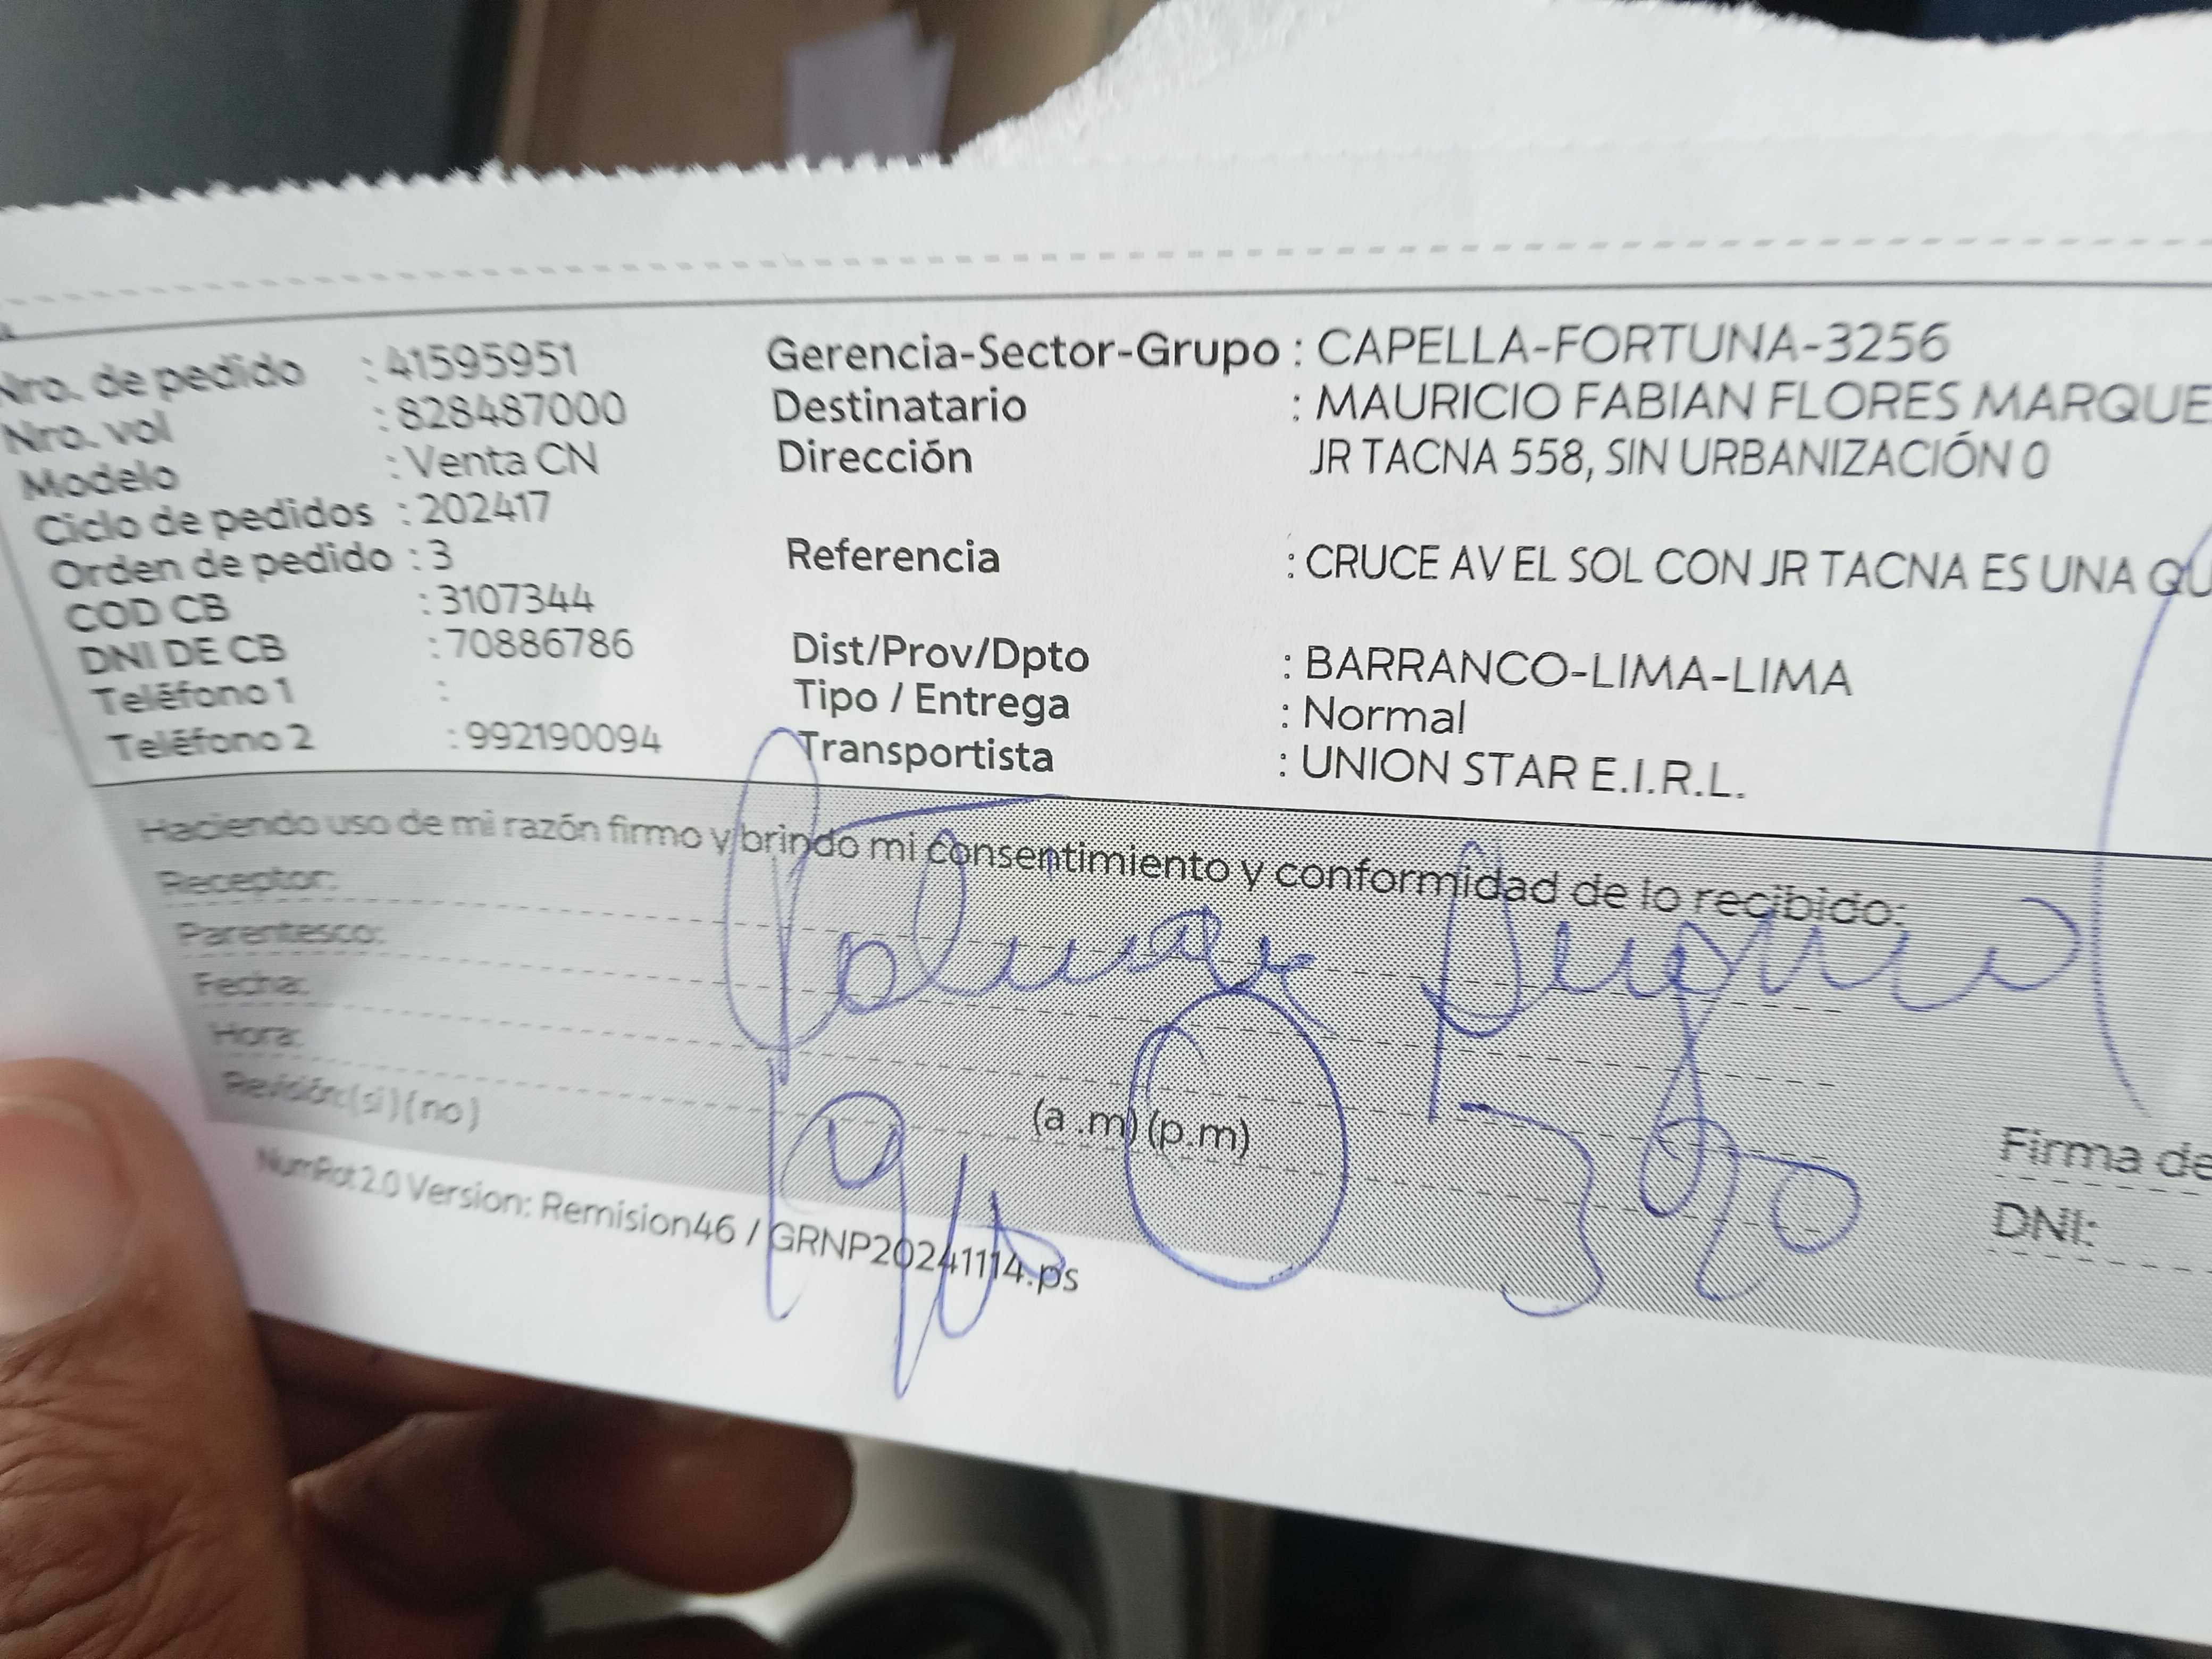 Nro. de pedido : 41595951
Nro. vol : 828487000
Modelo : Venta CN
Ciclo de pedidos : 202417
Orden de pedido : 3
COD CB : 3107344
DNI DE CB : 70886786
Teléfono 1 :
Teléfono 2 : 992190094
Gerencia-Sector-Grupo : CAPELLA-FORTUNA-3256
Destinatario : MAURICIO FABIAN FLORES MARQUE
Dirección JR TACNA 558, SIN URBANIZACIÓN 0
Referencia : CRUCE AV EL SOL CON JR TACNA ES UNA QU
Dist/Prov/Dpto : BARRANCO-LIMA-LIMA
Tipo / Entrega : Normal
Transportista : UNION STAR E.I.R.L.
Haciendo uso de mi razón firmo y brindo mi consentimiento y conformidad de lo recibido:
Receptor:
Parentesco:
Fecha:
Hora: (a .m) (p.m)
Revisión:(si)(no)
Firma de
DNI:
NumRot2.0 Version: Remision46 / GRNP20241114.ps